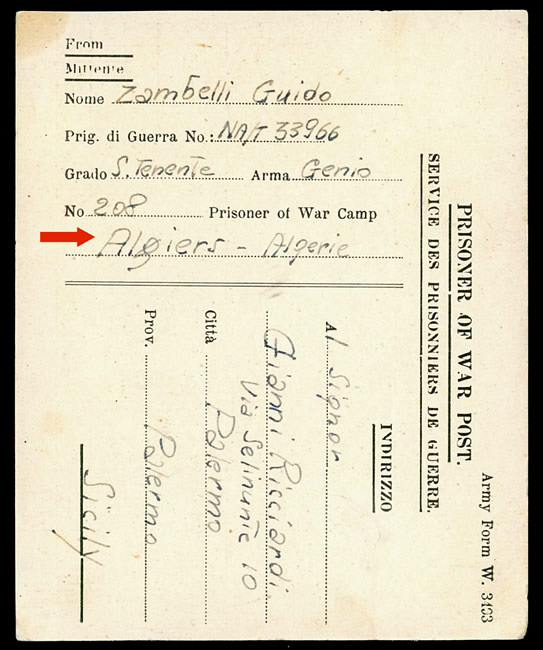 From
Mittente
Nome Zambelli Guido
Prig. di Guerra No.: NA/T 33966
Grado S. Tenente Arma Genio
No 208 Prisoner of War Camp
Algiers - Algerie
PRISONER OF WAR POST.
SERVICE DES PRISONNIERS DE GUERRE.
Army Form W. 3493
INDIRIZZO
Al Signor
Gianni Ricciardi
Via Selinunte 10
Città Palermo
Prov. Palermo
Sicily